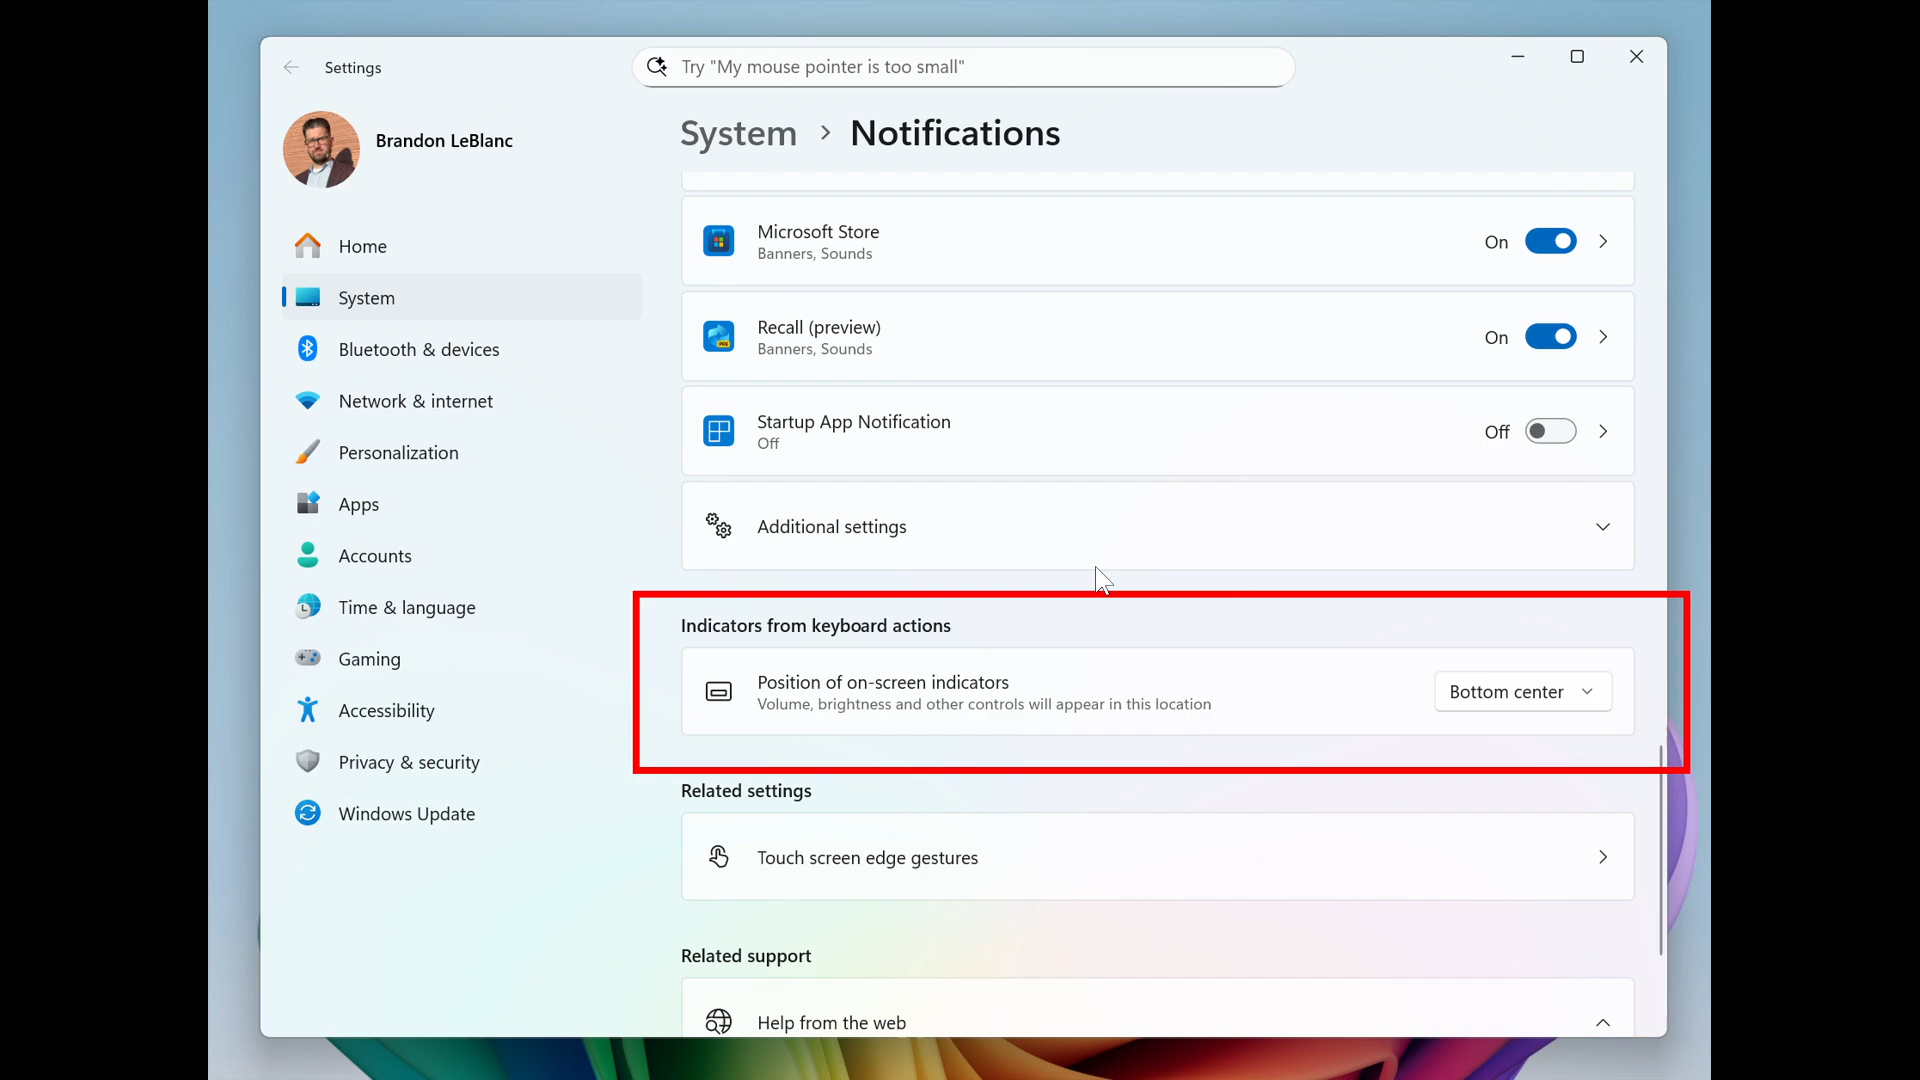 Settings
Try "My mouse pointer is too small"
Brandon LeBlanc
Home
System
Bluetooth & devices
Network & internet
Personalization
Apps
Accounts
Time & language
Gaming
Accessibility
Privacy & security
Windows Update
System > Notifications
Microsoft Store
Banners, Sounds
On
Recall (preview)
Banners, Sounds
On
Startup App Notification
Off
Off
Additional settings
Indicators from keyboard actions
Position of on-screen indicators
Volume, brightness and other controls will appear in this location
Bottom center
Related settings
Touch screen edge gestures
Related support
Help from the web